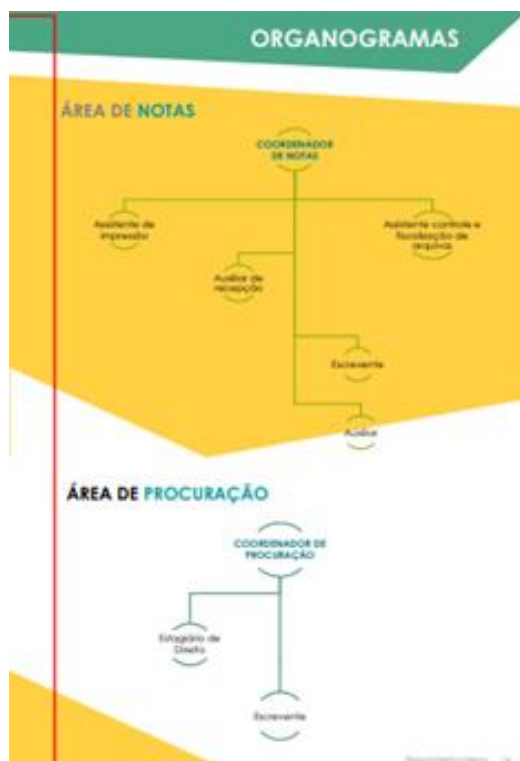 ORGANOGRAMAS
ÁREA DE NOTAS
COORDENADOR
DE NOTAS
Assistente de
impressão
Assistente controle e
fiscalização de
arquivos
Auxiliar de
recepção
Escrevente
Auxiliar
ÁREA DE PROCURAÇÃO
COORDENADOR DE
PROCURAÇÃO
Estagiário de
Direito
Escrevente